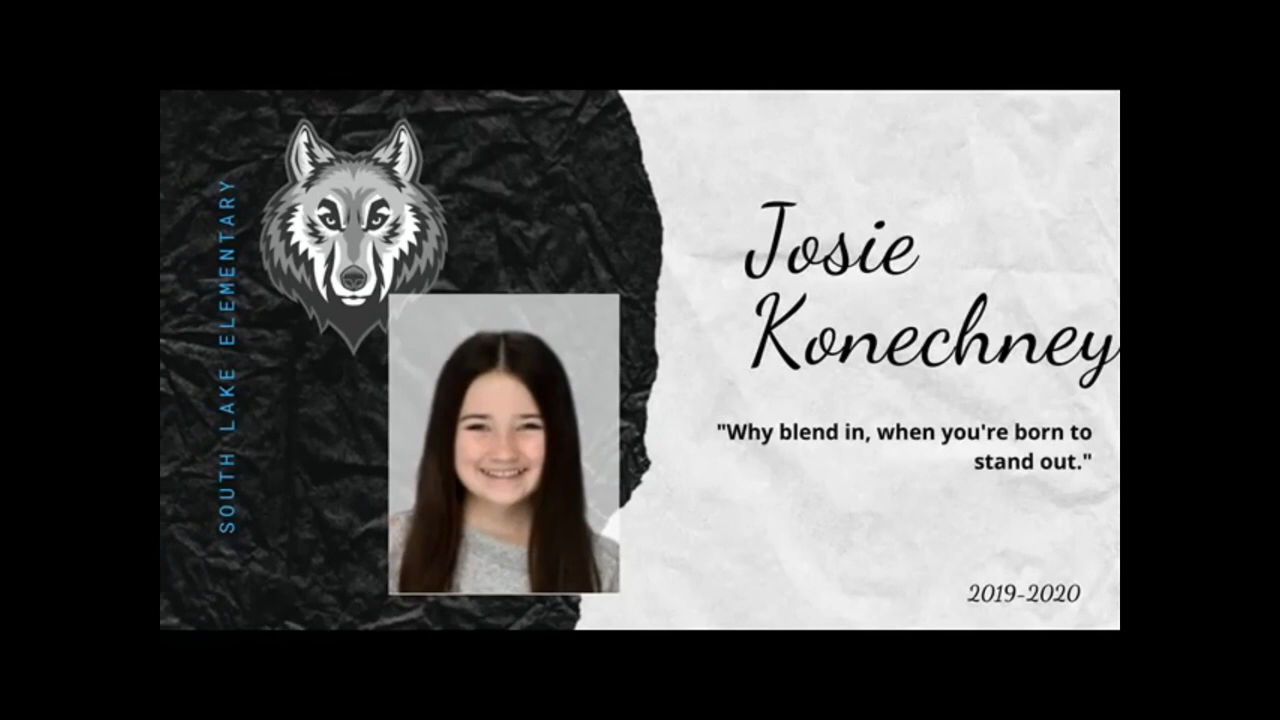 SOUTH LAKE ELEMENTARY
Josie
Konechney
"Why blend in, when you're born to
stand out."
2019-2020